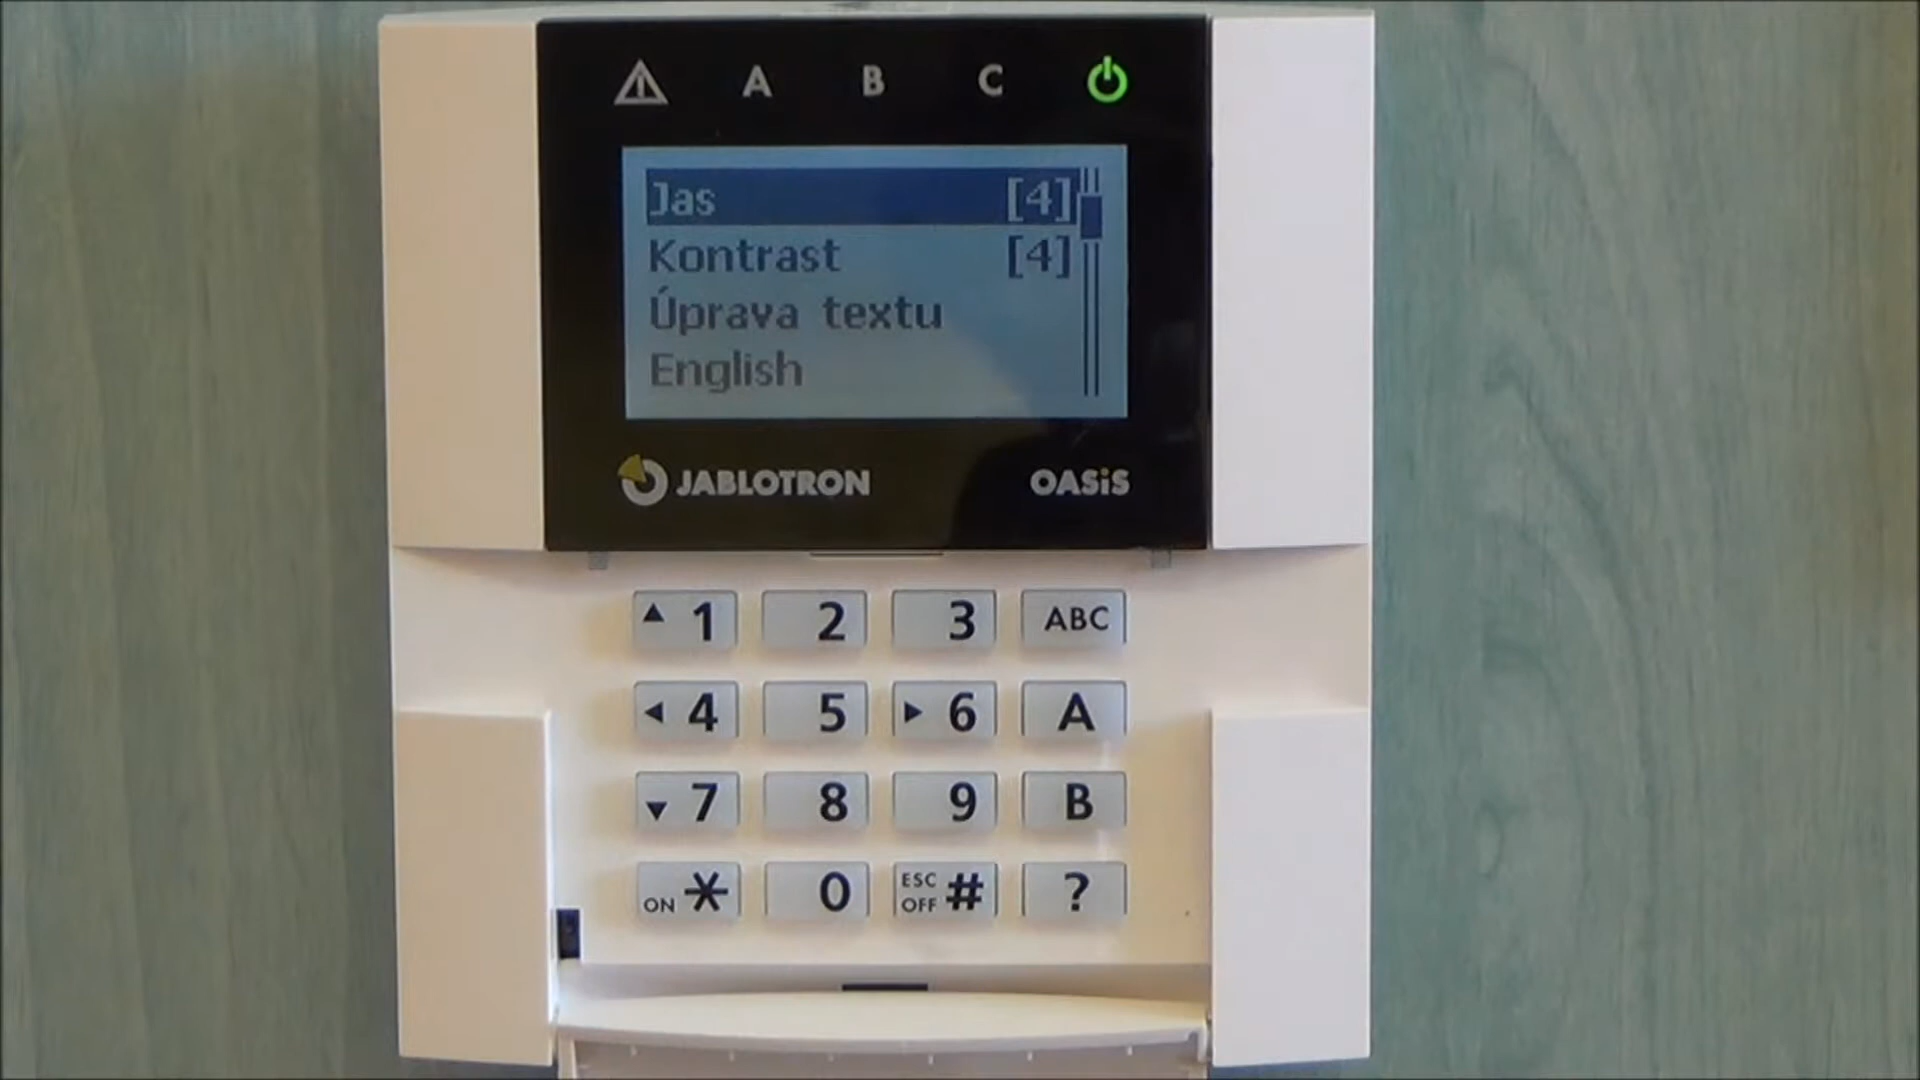 A B C
Jas [4]
Kontrast [4]
Úprava textu
English
JABLOTRON OASiS
1 2 3 ABC
4 5 6 A
7 8 9 B
ON * 0 ESC OFF # ?